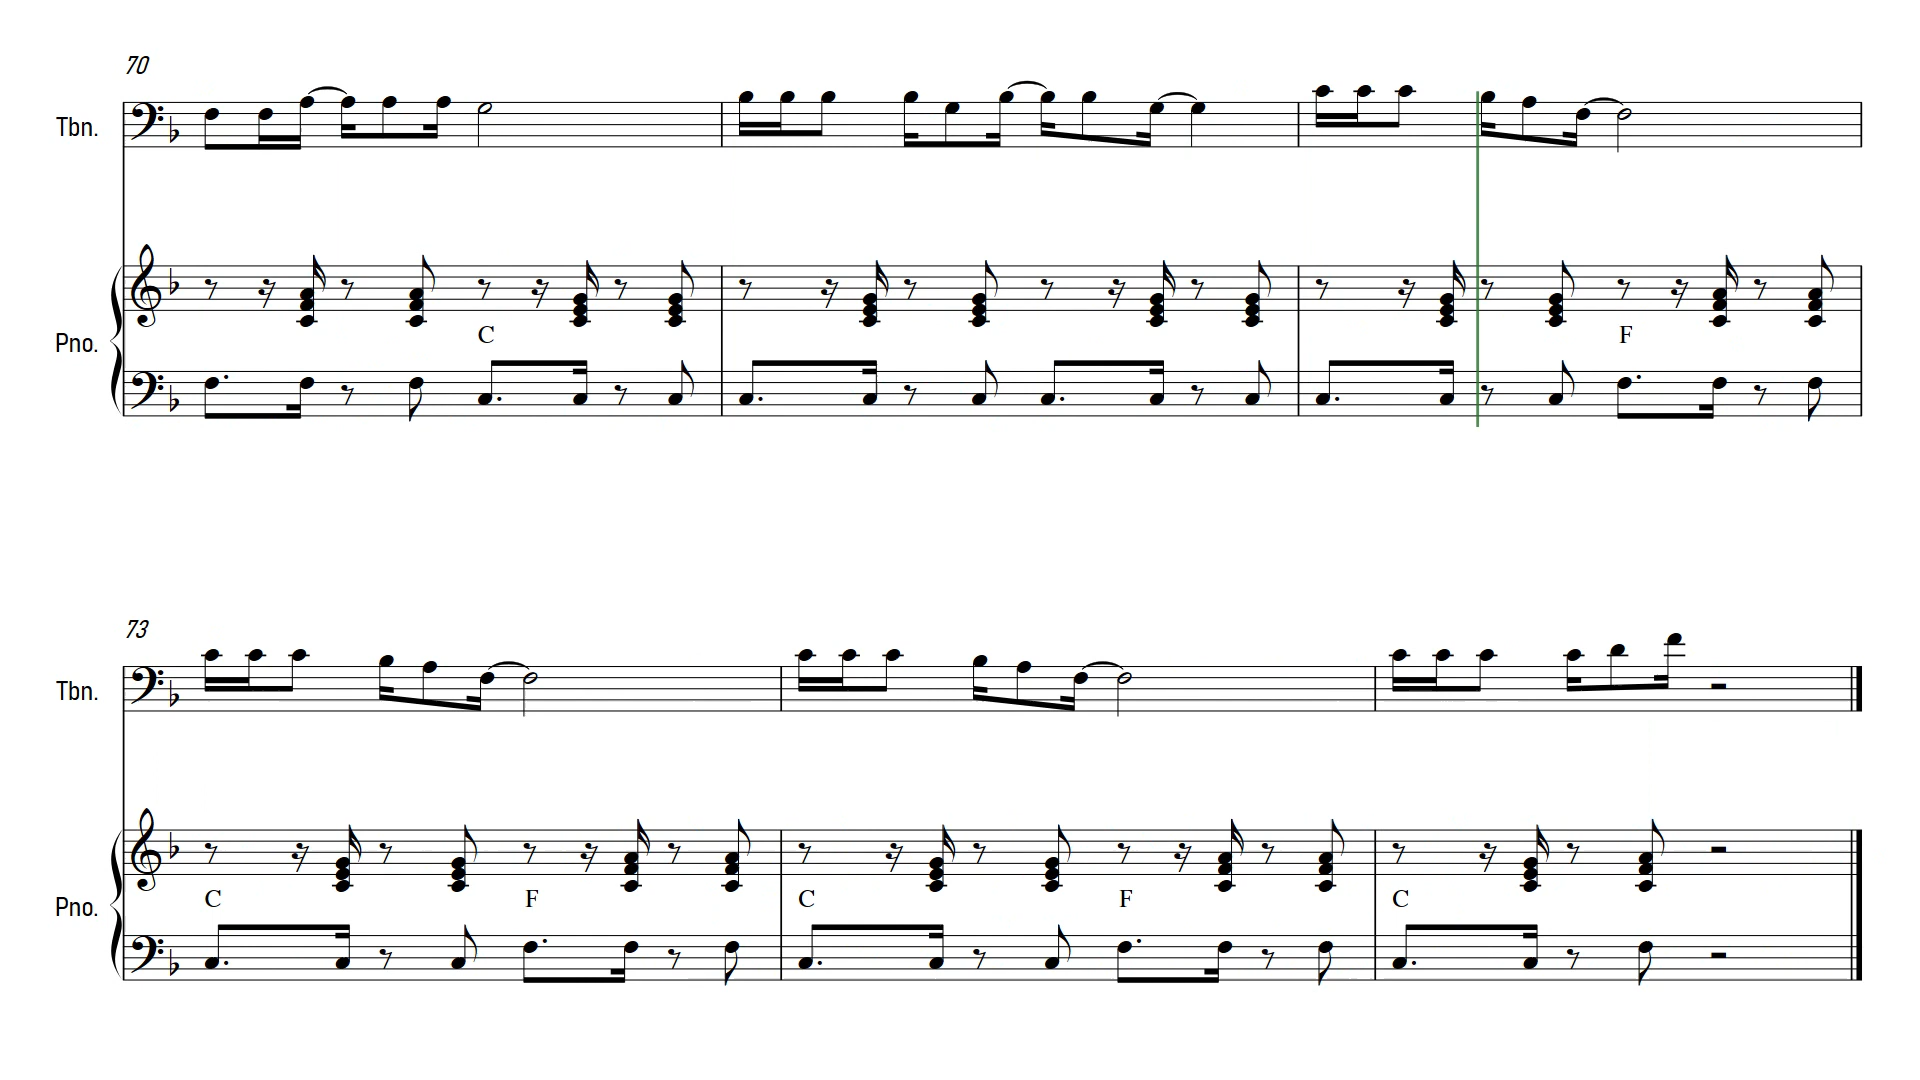 70
Tbn.
Pno.
C F
73
Tbn.
Pno.
C F C F C